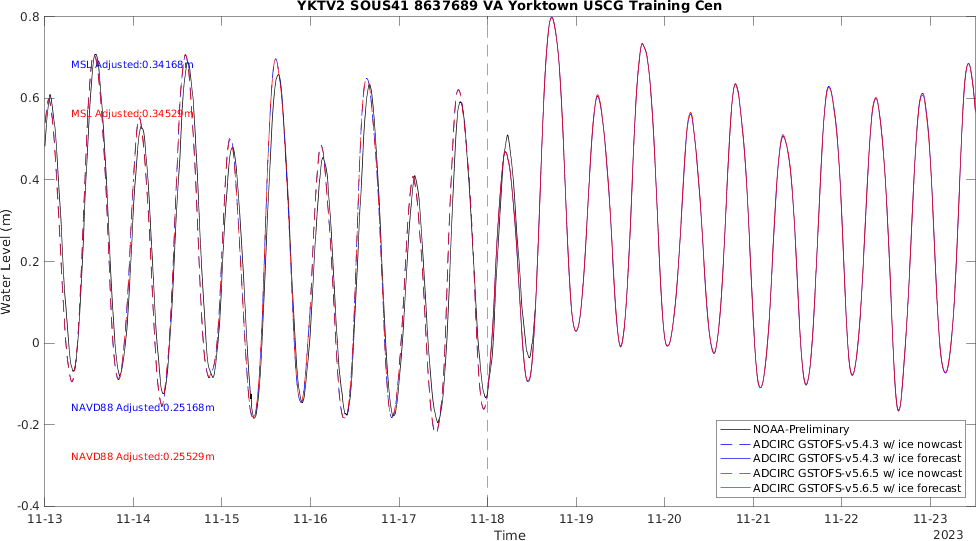 YKTV2 SOUS41 8637689 VA Yorktown USCG Training Cen
0.8
0.6
0.4
0.2
0
-0.2
-0.4
Water Level (m)
MSL Adjusted:0.34168m
MSL Adjusted:0.34529m
NAVD88 Adjusted:0.25168m
NAVD88 Adjusted:0.25529m
NOAA-Preliminary
ADCIRC GSTOFS-v5.4.3 w/ ice nowcast
ADCIRC GSTOFS-v5.4.3 w/ ice forecast
ADCIRC GSTOFS-v5.6.5 w/ ice nowcast
ADCIRC GSTOFS-v5.6.5 w/ ice forecast
11-13 11-14 11-15 11-16 11-17 11-18 11-19 11-20 11-21 11-22 11-23
Time
2023